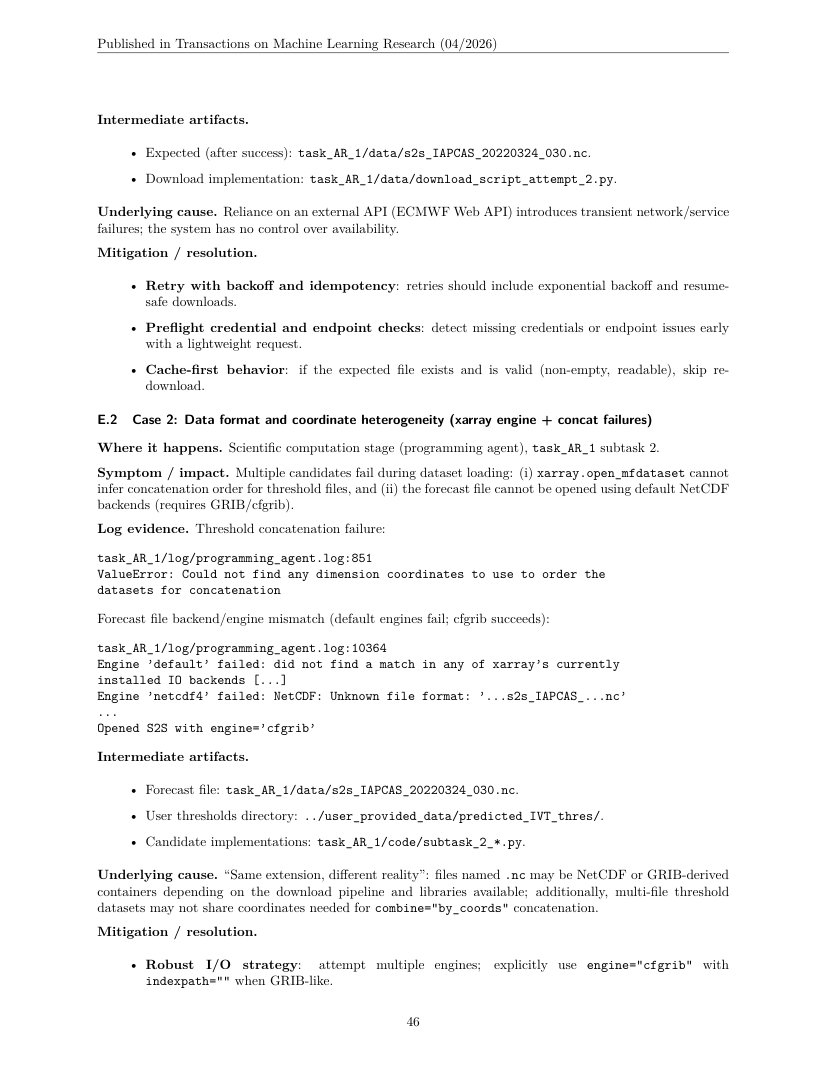 Published in Transactions on Machine Learning Research (04/2026)
Intermediate artifacts.
• Expected (after success): task_AR_1/data/s2s_IAPCAS_20220324_030.nc.
• Download implementation: task_AR_1/data/download_script_attempt_2.py.
Underlying cause. Reliance on an external API (ECMWF Web API) introduces transient network/service
failures; the system has no control over availability.
Mitigation / resolution.
• Retry with backoff and idempotency: retries should include exponential backoff and resume-
safe downloads.
• Preflight credential and endpoint checks: detect missing credentials or endpoint issues early
with a lightweight request.
• Cache-first behavior: if the expected file exists and is valid (non-empty, readable), skip re-
download.
E.2 Case 2: Data format and coordinate heterogeneity (xarray engine + concat failures)
Where it happens. Scientific computation stage (programming agent), task_AR_1 subtask 2.
Symptom / impact. Multiple candidates fail during dataset loading: (i) xarray.open_mfdataset cannot
infer concatenation order for threshold files, and (ii) the forecast file cannot be opened using default NetCDF
backends (requires GRIB/cfgrib).
Log evidence. Threshold concatenation failure:
task_AR_1/log/programming_agent.log:851
ValueError: Could not find any dimension coordinates to use to order the
datasets for concatenation
Forecast file backend/engine mismatch (default engines fail; cfgrib succeeds):
task_AR_1/log/programming_agent.log:10364
Engine 'default' failed: did not find a match in any of xarray's currently
installed IO backends [...]
Engine 'netcdf4' failed: NetCDF: Unknown file format: '...s2s_IAPCAS_...nc'
...
Opened S2S with engine='cfgrib'
Intermediate artifacts.
• Forecast file: task_AR_1/data/s2s_IAPCAS_20220324_030.nc.
• User thresholds directory: ../user_provided_data/predicted_IVT_thres/.
• Candidate implementations: task_AR_1/code/subtask_2_*.py.
Underlying cause. “Same extension, different reality”: files named .nc may be NetCDF or GRIB-derived
containers depending on the download pipeline and libraries available; additionally, multi-file threshold
datasets may not share coordinates needed for combine="by_coords" concatenation.
Mitigation / resolution.
• Robust I/O strategy: attempt multiple engines; explicitly use engine="cfgrib" with
indexpath="" when GRIB-like.
46